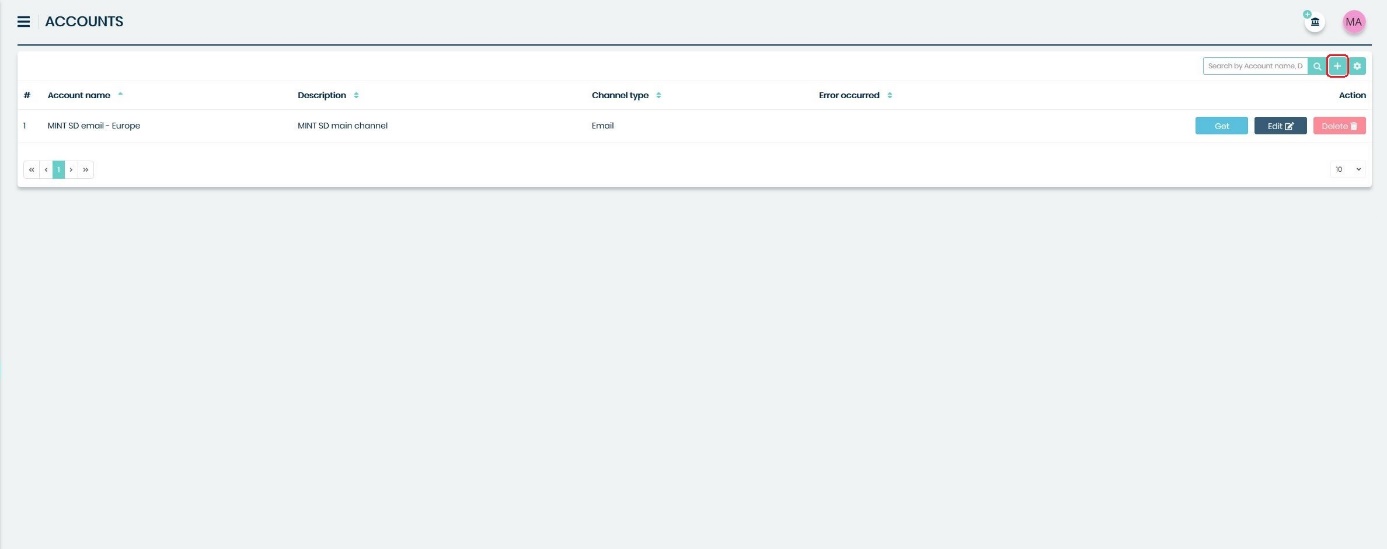 ACCOUNTS
MA
Search by Account name, D
# Account name Description Channel type Error occurred Action
1 MINT SD email - Europe MINT SD main channel Email Get Edit Delete
« ‹ 1 › » 10